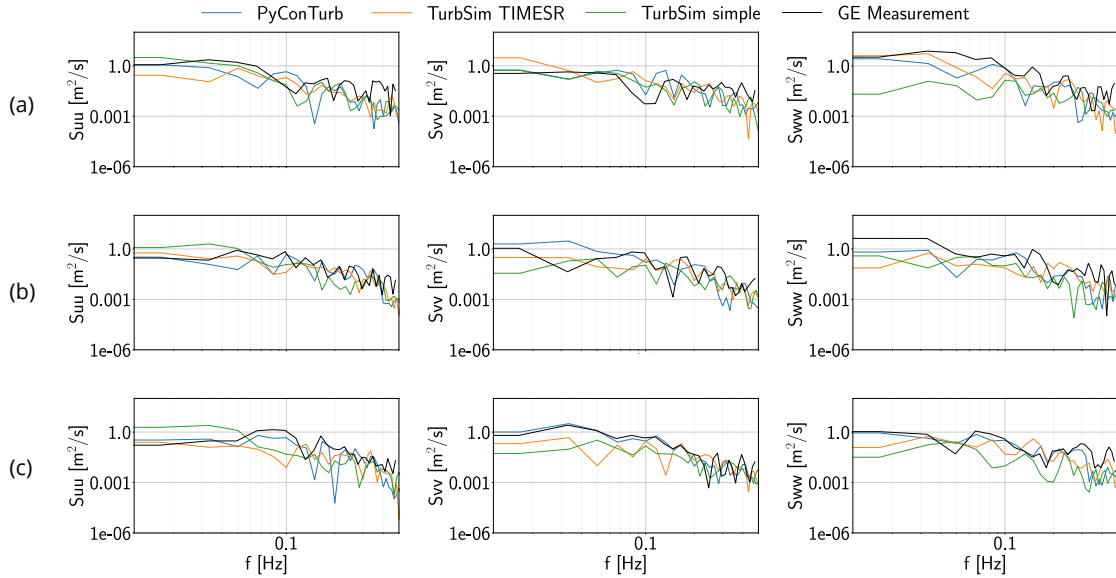 PyConTurb TurbSim TIMESR TurbSim simple GE Measurement
(a)
Suu [m²/s]
1.0
0.001
1e-06
Svv [m²/s]
1.0
0.001
1e-06
Sww [m²/s]
1.0
0.001
1e-06
(b)
Suu [m²/s]
1.0
0.001
1e-06
Svv [m²/s]
1.0
0.001
1e-06
Sww [m²/s]
1.0
0.001
1e-06
(c)
Suu [m²/s]
1.0
0.001
1e-06
0.1
f [Hz]
Svv [m²/s]
1.0
0.001
1e-06
0.1
f [Hz]
Sww [m²/s]
1.0
0.001
1e-06
0.1
f [Hz]